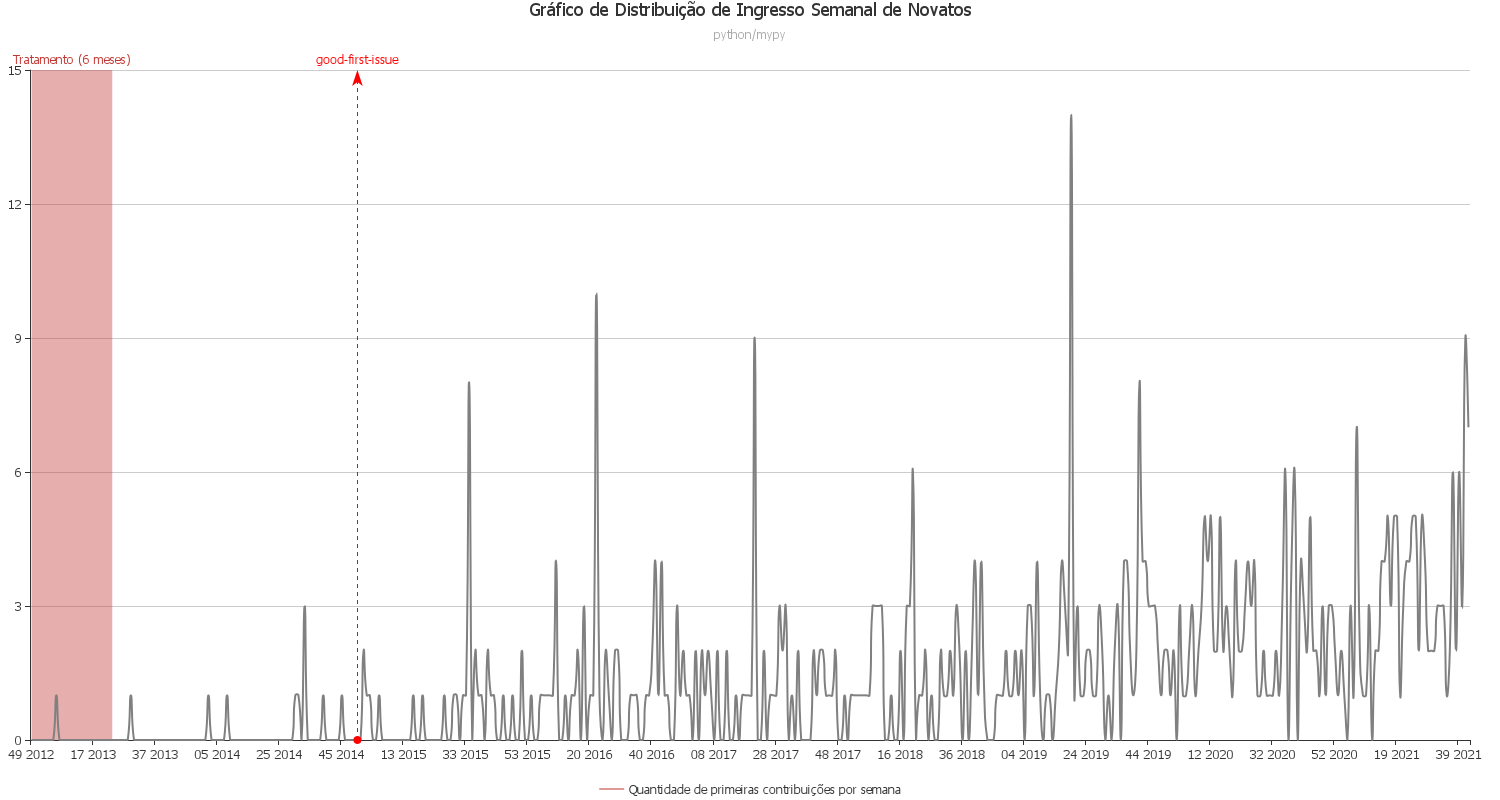 Gráfico de Distribuição de Ingresso Semanal de Novatos
python/mypy
Tratamento (6 meses)
good-first-issue
15
12
9
6
3
0
49 2012 17 2013 37 2013 05 2014 25 2014 45 2014 13 2015 33 2015 53 2015 20 2016 40 2016 08 2017 28 2017 48 2017 16 2018 36 2018 04 2019 24 2019 44 2019 12 2020 32 2020 52 2020 19 2021 39 2021
Quantidade de primeiras contribuições por semana